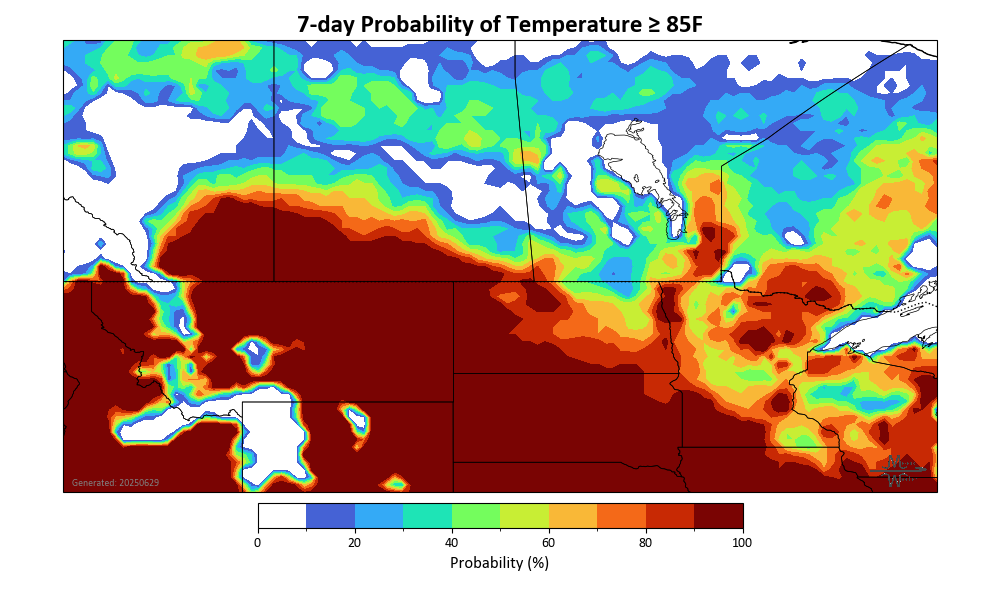 7-day Probability of Temperature ≥ 85F
Generated: 20250629
0 20 40 60 80 100
Probability (%)